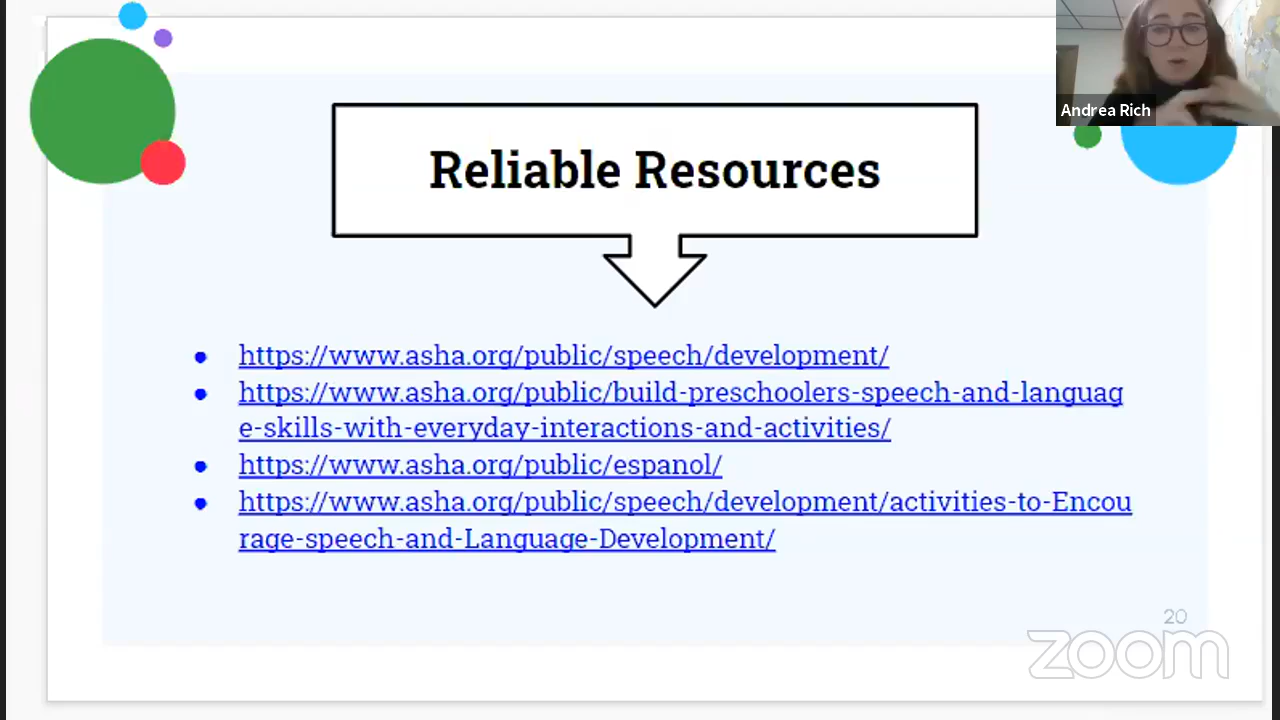 Andrea Rich
Reliable Resources
https://www.asha.org/public/speech/development/
https://www.asha.org/public/build-preschoolers-speech-and-languag
e-skills-with-everyday-interactions-and-activities/
https://www.asha.org/public/espanol/
https://www.asha.org/public/speech/development/activities-to-Encou
rage-speech-and-Language-Development/
20
zoom